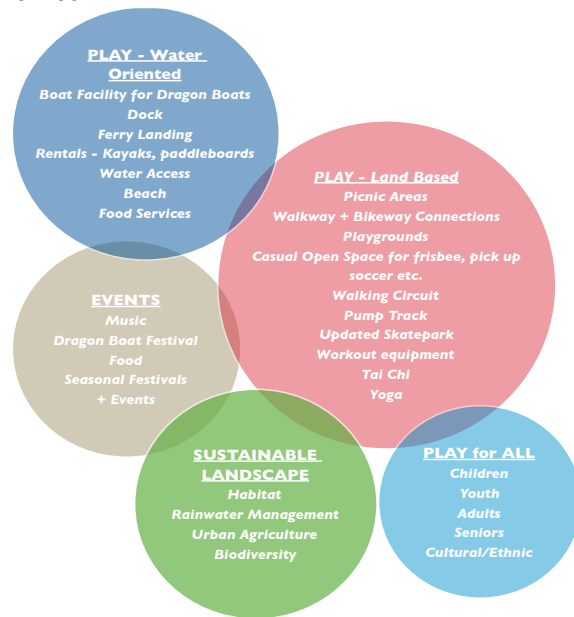 PLAY - Water
Oriented
Boat Facility for Dragon Boats
Dock
Ferry Landing
Rentals - Kayaks, paddleboards
Water Access
Beach
Food Services
PLAY - Land Based
Picnic Areas
Walkway + Bikeway Connections
Playgrounds
Casual Open Space for frisbee, pick up
soccer etc.
Walking Circuit
Pump Track
Updated Skatepark
Workout equipment
Tai Chi
Yoga
EVENTS
Music
Dragon Boat Festival
Food
Seasonal Festivals
+ Events
SUSTAINABLE
LANDSCAPE
Habitat
Rainwater Management
Urban Agriculture
Biodiversity
PLAY for ALL
Children
Youth
Adults
Seniors
Cultural/Ethnic